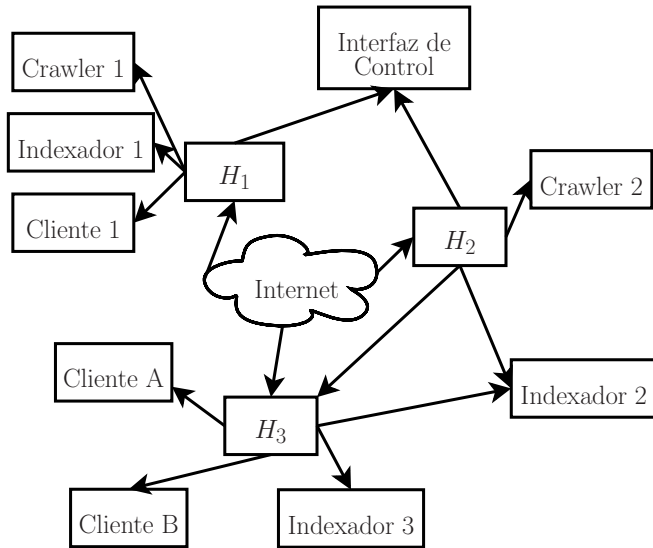 Interfaz de
Control
Crawler 1
Indexador 1
H1
Cliente 1
Crawler 2
H2
Internet
Cliente A
Indexador 2
H3
Cliente B
Indexador 3